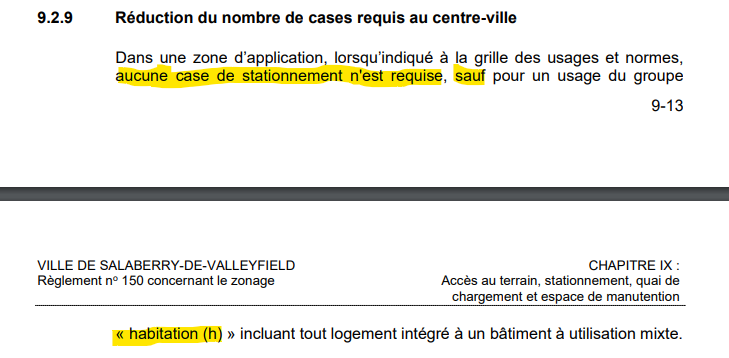 9.2.9 Réduction du nombre de cases requis au centre-ville
Dans une zone d'application, lorsqu'indiqué à la grille des usages et normes,
aucune case de stationnement n'est requise, sauf pour un usage du groupe
9-13
VILLE DE SALABERRY-DE-VALLEYFIELD CHAPITRE IX :
Règlement nº 150 concernant le zonage Accès au terrain, stationnement, quai de
chargement et espace de manutention
« habitation (h) » incluant tout logement intégré à un bâtiment à utilisation mixte.